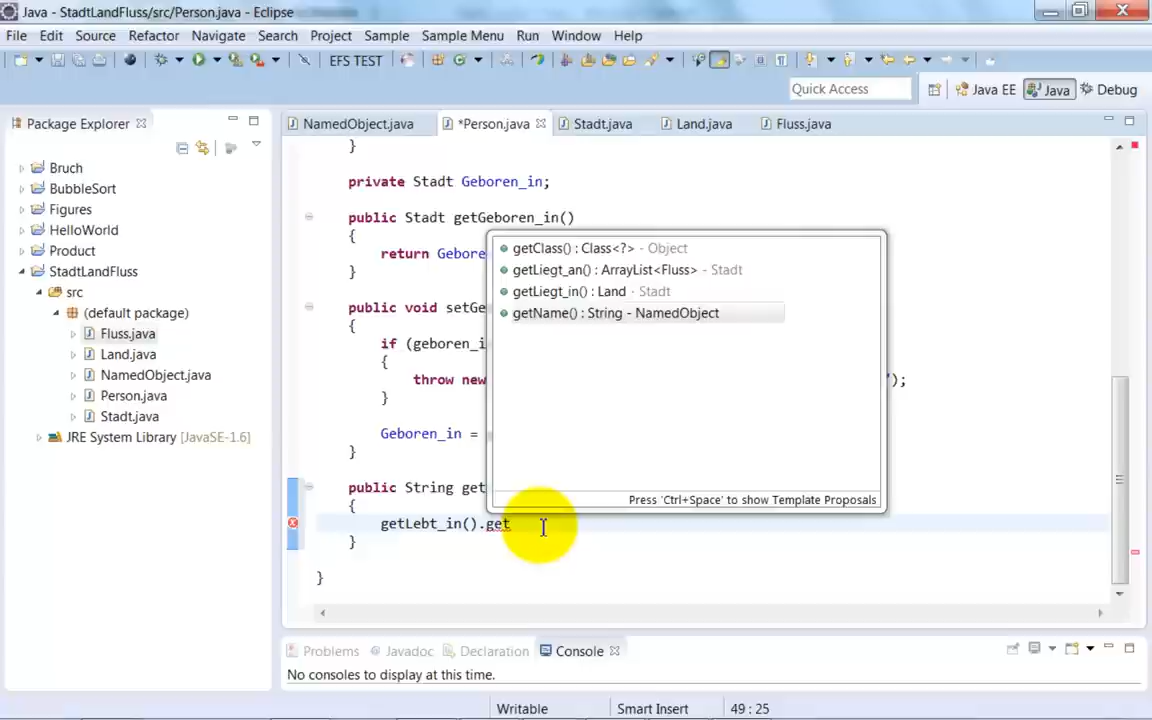 Java - StadtLandFluss/src/Person.java - Eclipse
File Edit Source Refactor Navigate Search Project Sample Sample Menu Run Window Help
EFS TEST
Quick Access Java EE Java Debug
Package Explorer
NamedObject.java *Person.java Stadt.java Land.java Fluss.java
Bruch
BubbleSort
Figures
HelloWorld
Product
StadtLandFluss
src
(default package)
Fluss.java
Land.java
NamedObject.java
Person.java
Stadt.java
JRE System Library [JavaSE-1.6]
}
private Stadt Geboren_in;
public Stadt getGeboren_in()
{
return Gebore
}
public void setGe
{
if (geboren_i
{
throw new ");
}
Geboren_in =
}
public String get
{
getLebt_in().get
}
}
getClass() : Class<?> - Object
getLiegt_an() : ArrayList<Fluss> - Stadt
getLiegt_in() : Land - Stadt
getName() : String - NamedObject
Press 'Ctrl+Space' to show Template Proposals
Problems Javadoc Declaration Console
No consoles to display at this time.
Writable Smart Insert 49 : 25